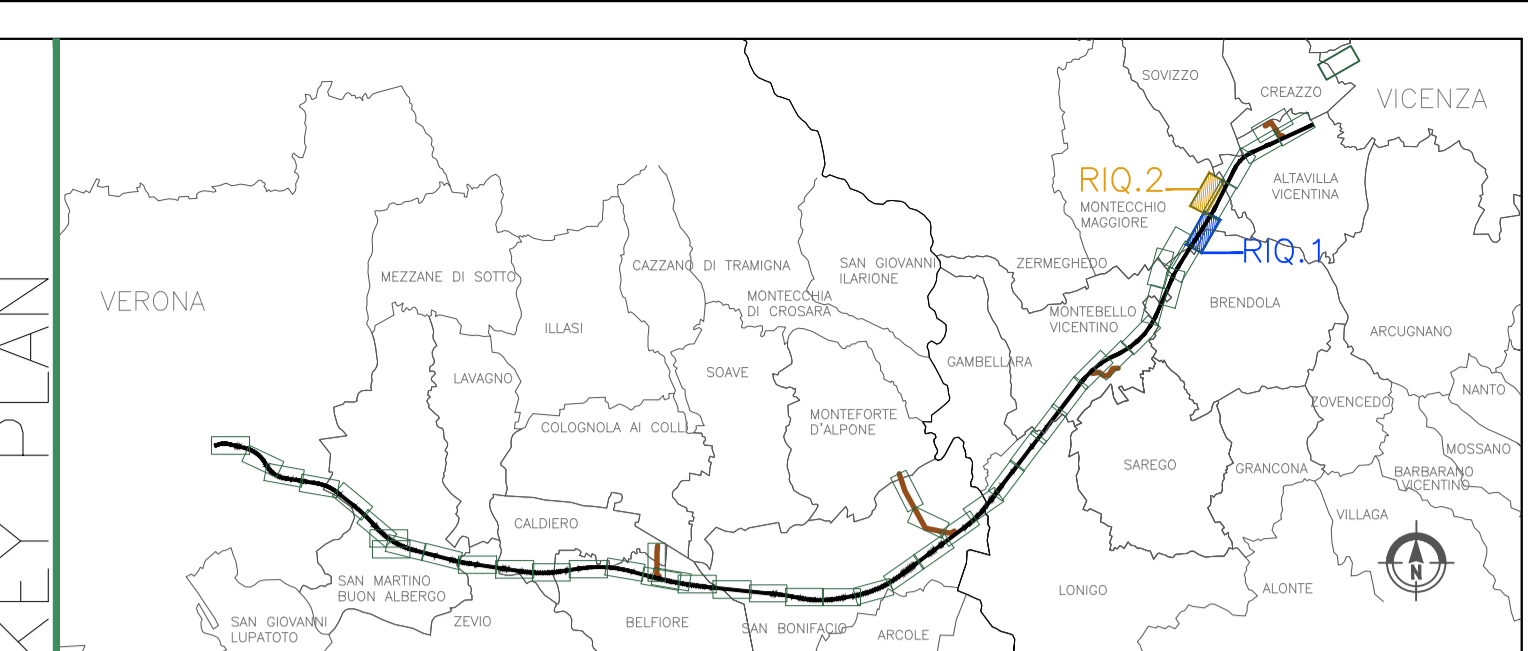 KEY PLAN
SOVIZZO
CREAZZO
VICENZA
RIQ.2
MONTECCHIO
MAGGIORE
ALTAVILLA
VICENTINA
RIQ.1
VERONA
MEZZANE DI SOTTO
CAZZANO DI TRAMIGNA
SAN GIOVANNI
ILARIONE
ZERMEGHEDO
MONTECCHIA
DI CROSARA
BRENDOLA
MONTEBELLO
VICENTINO
ILLASI
ARCUGNANO
GAMBELLARA
LAVAGNO
SOAVE
NANTO
ZOVENCEDO
MONTEFORTE
D'ALPONE
COLOGNOLA AI COLLI
MOSSANO
SAREGO
GRANCONA
BARBARANO
VICENTINO
VILLAGA
CALDIERO
N
SAN MARTINO
BUON ALBERGO
LONIGO
ALONTE
SAN GIOVANNI
LUPATOTO
ZEVIO
BELFIORE
SAN BONIFACIO
ARCOLE